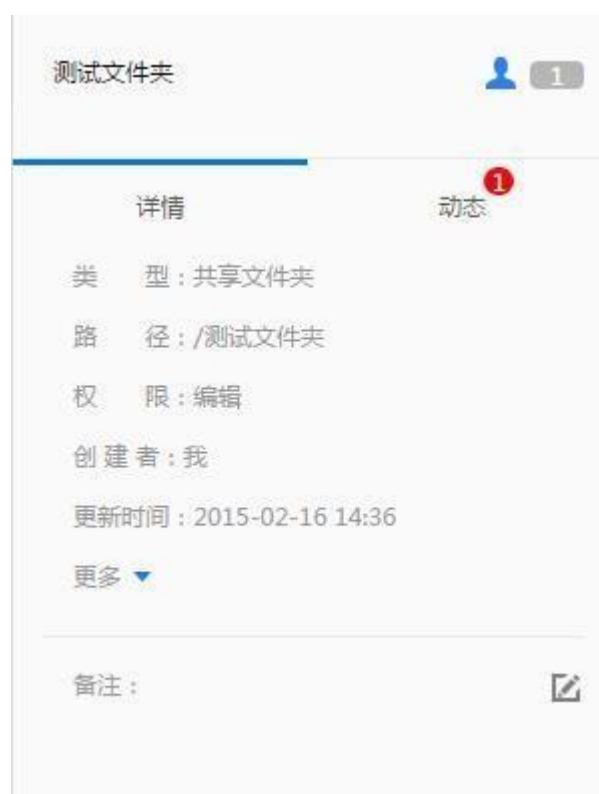 测试文件夹 1
1
详情 动态
类 型：共享文件夹
路 径：/测试文件夹
权 限：编辑
创 建 者：我
更新时间：2015-02-16 14:36
更多
备注：